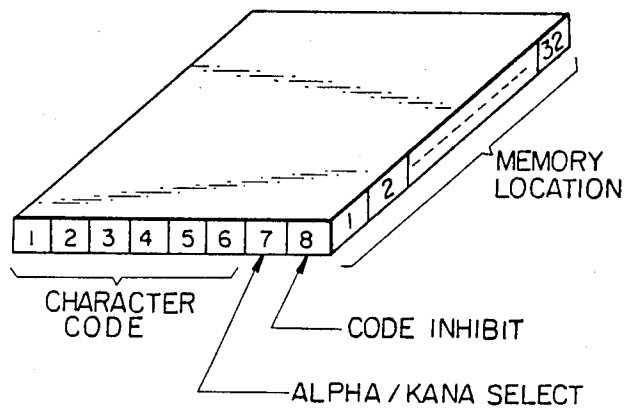 32
MEMORY
LOCATION
1 2
1 2 3 4 5 6 7 8
CHARACTER
CODE
CODE INHIBIT
ALPHA/KANA SELECT